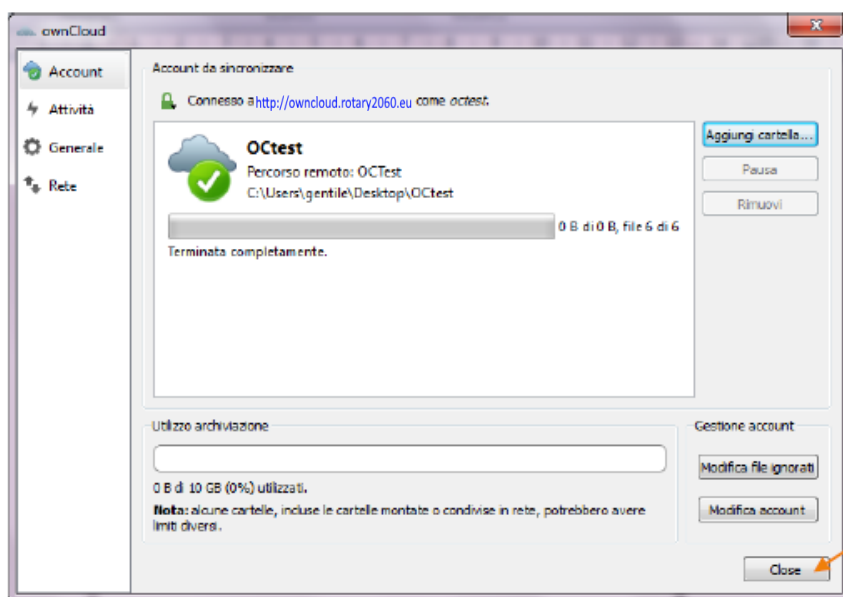 ownCloud
Account
Attività
Generale
Rete
Account da sincronizzare
Connesso a http://owncloud.rotary2060.eu come octest.
OCtest
Percorso remoto: OCTest
C:\Users\gentile\Desktop\OCtest
0 B di 0 B, file 6 di 6
Terminata completamente.
Aggiungi cartella...
Pausa
Rimuovi
Utilizzo archiviazione
0 B di 10 GB (0%) utilizzati.
Nota: alcune cartelle, incluse le cartelle montate o condivise in rete, potrebbero avere
limiti diversi.
Gestione account
Modifica file ignorati
Modifica account
Close